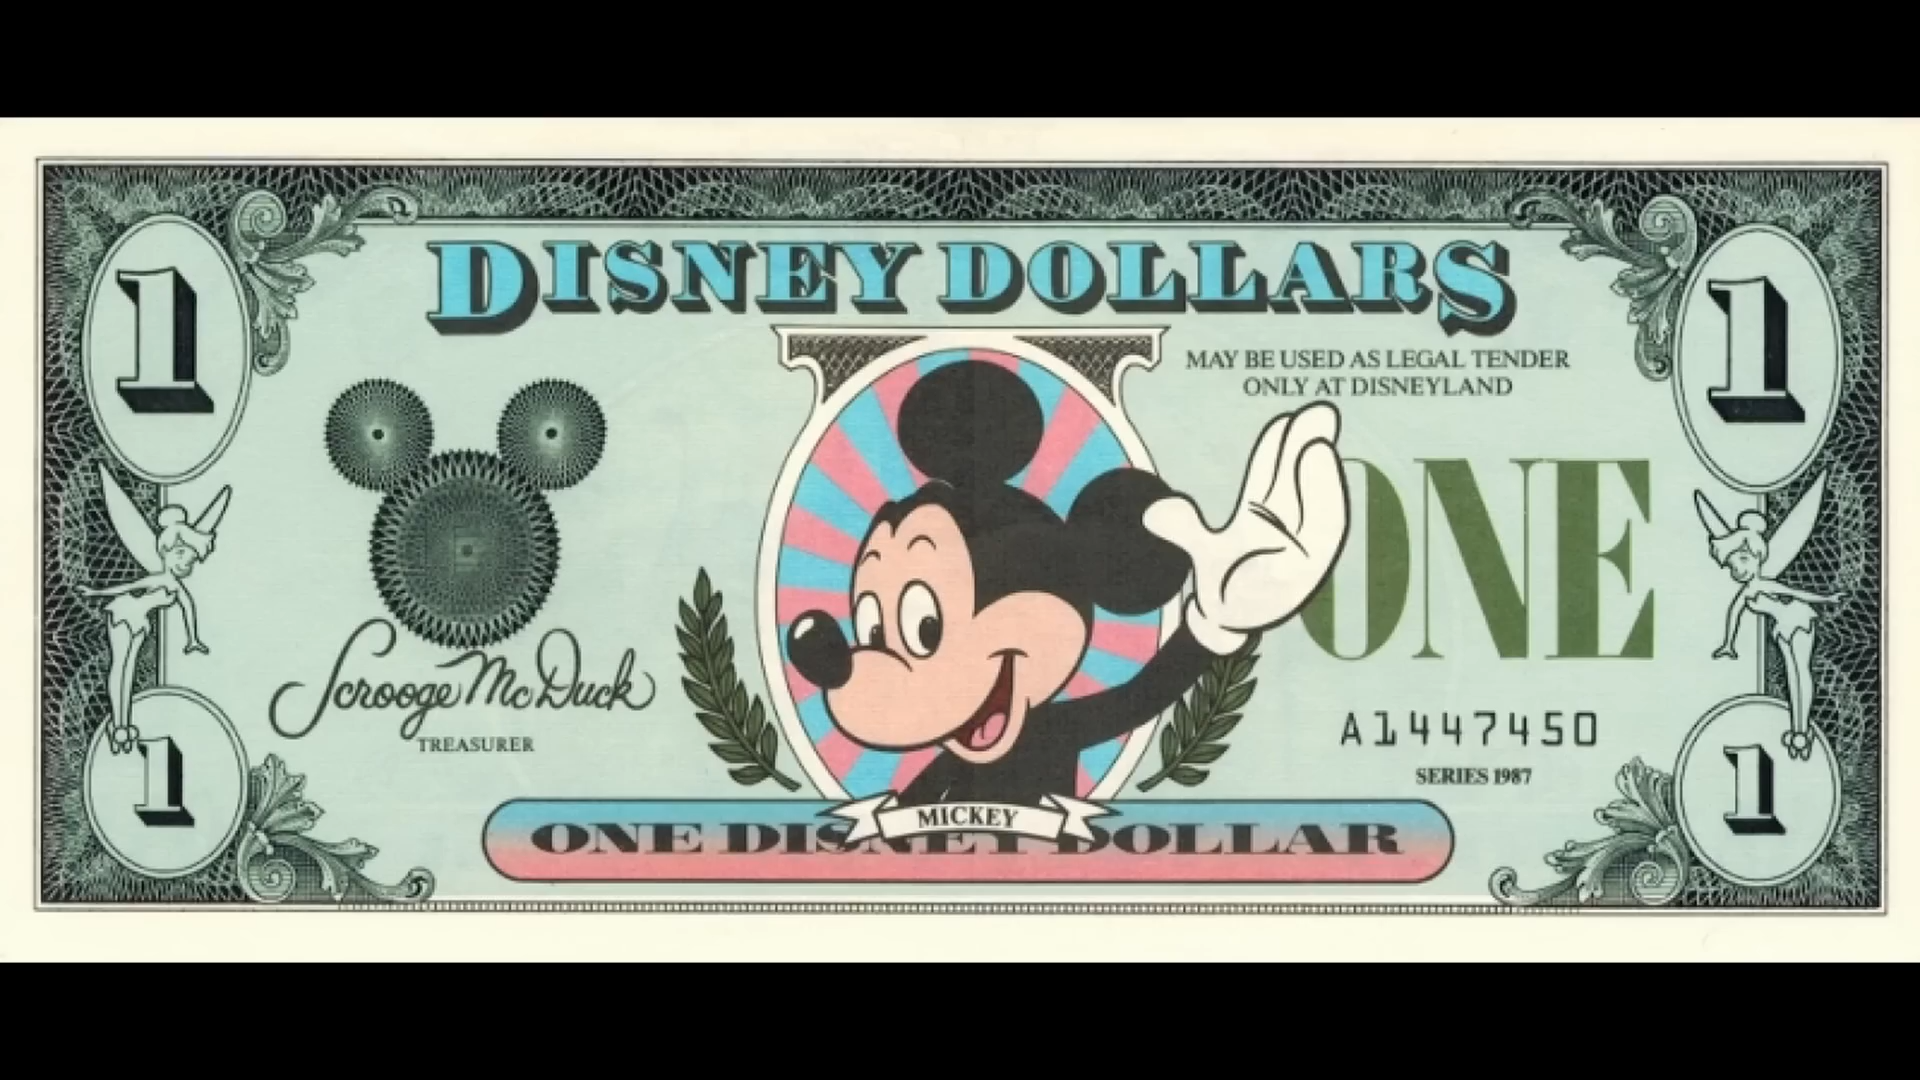 1
DISNEY DOLLARS
1
MAY BE USED AS LEGAL TENDER
ONLY AT DISNEYLAND
ONE
Scrooge McDuck
TREASURER
A1447450
SERIES 1987
1
MICKEY
1
ONE DISNEY DOLLAR